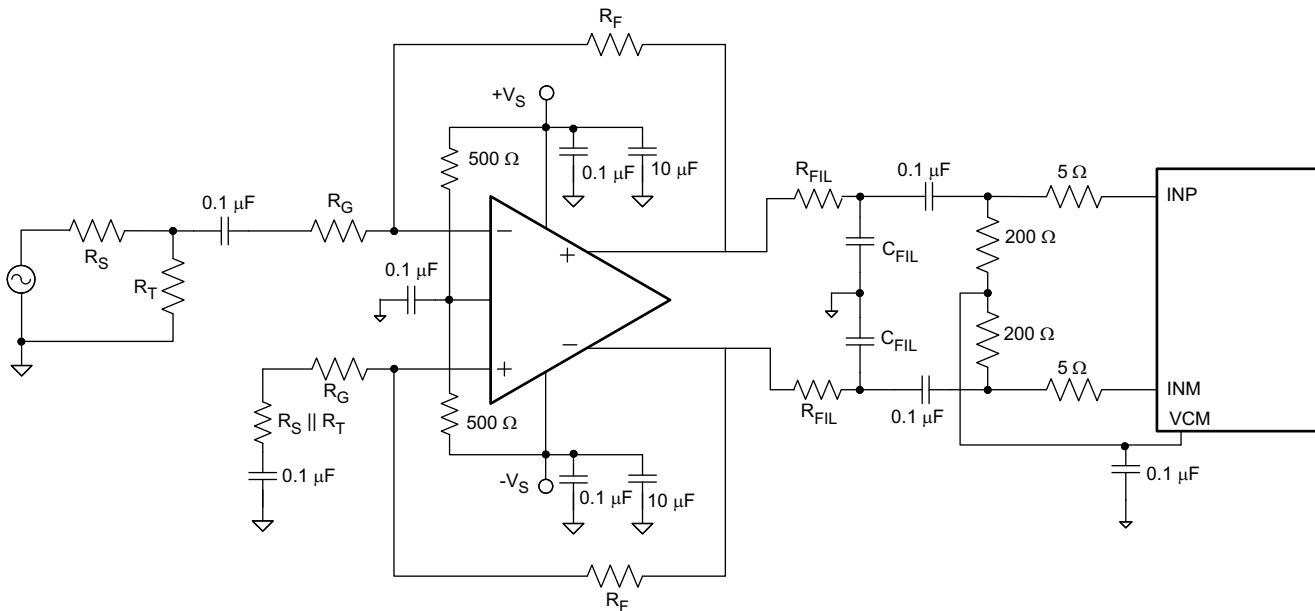 R_F
+V_S
500 Ω
0.1 µF
10 µF
R_FIL
0.1 µF
5 Ω
INP
0.1 µF
R_G
−
+
C_FIL
200 Ω
R_S
R_T
0.1 µF
200 Ω
C_FIL
−
5 Ω
INM
R_G
+
R_FIL
0.1 µF
VCM
R_S || R_T
500 Ω
0.1 µF
-V_S
0.1 µF
10 µF
0.1 µF
R_F